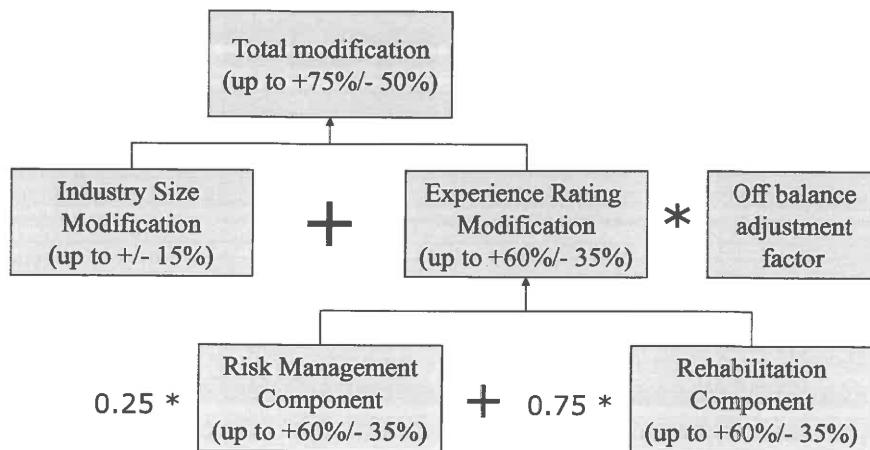 Total modification
(up to +75%/- 50%)
Industry Size
Modification
(up to +/- 15%)
+
Experience Rating
Modification
(up to +60%/- 35%)
*
Off balance
adjustment
factor
0.25 *
Risk Management
Component
(up to +60%/- 35%)
+
0.75 *
Rehabilitation
Component
(up to +60%/- 35%)